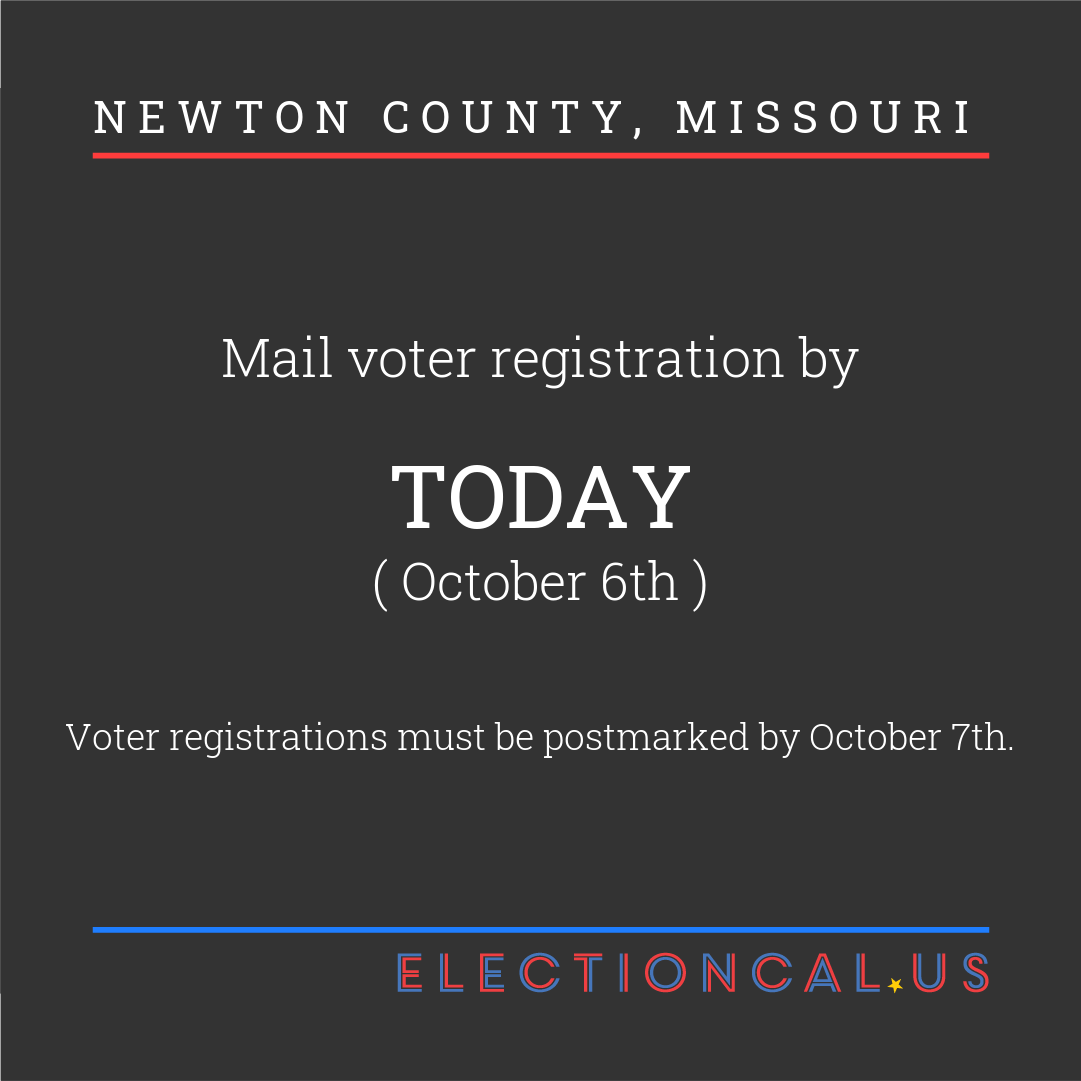 NEWTON COUNTY, MISSOURI
Mail voter registration by
TODAY
( October 6th )
Voter registrations must be postmarked by October 7th.
ELECTIONCAL.US